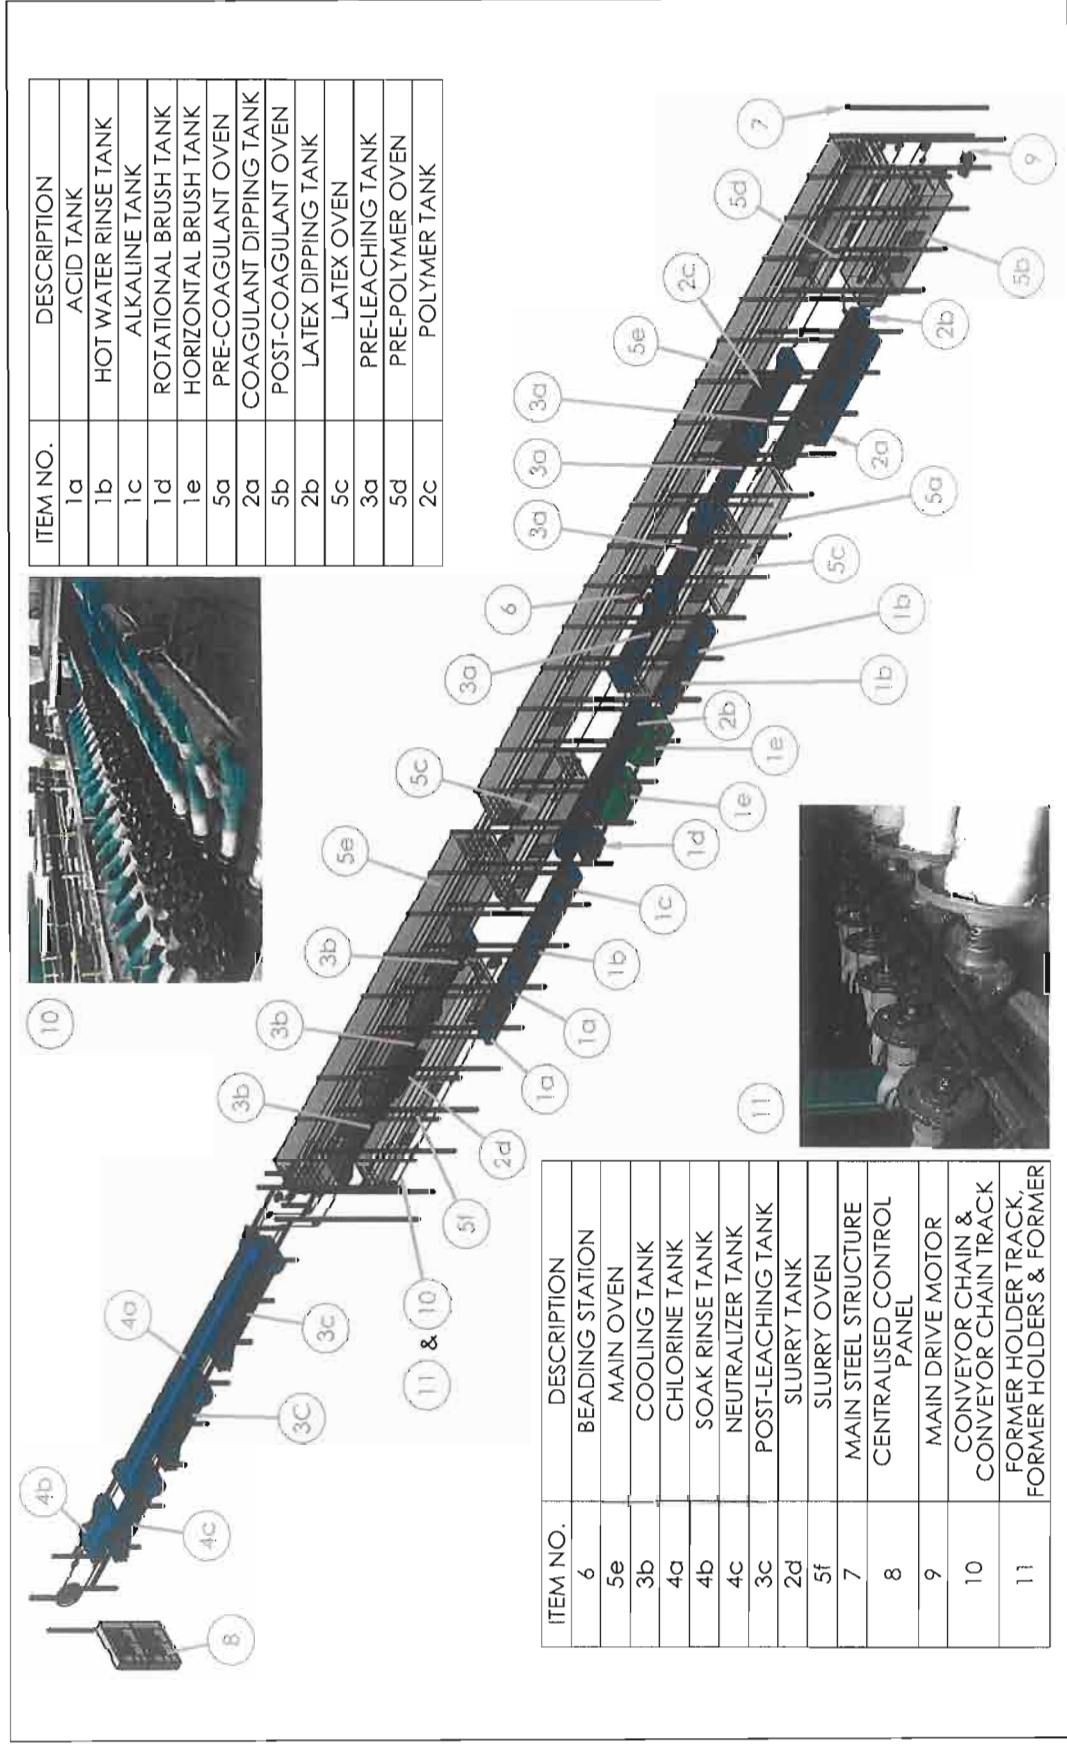 ITEM NO. DESCRIPTION
1a ACID TANK
1b HOT WATER RINSE TANK
1c ALKALINE TANK
1d ROTATIONAL BRUSH TANK
1e HORIZONTAL BRUSH TANK
5a PRE-COAGULANT OVEN
2a COAGULANT DIPPING TANK
5b POST-COAGULANT OVEN
2b LATEX DIPPING TANK
5c LATEX OVEN
3a PRE-LEACHING TANK
5d PRE-POLYMER OVEN
2c POLYMER TANK
10
7
5d
9
2c
5e
5b
3a
2b
3a
2a
3a
5a
6
5c
3a
1b
1b
5c
2b
1e
1e
5e
1d
1c
3b
1b
3b
1a
3b
1a
2d
5f
4a
3c
11 & 10
3C
4b
4c
8
11
ITEM NO. DESCRIPTION
6 BEADING STATION
5e MAIN OVEN
3b COOLING TANK
4a CHLORINE TANK
4b SOAK RINSE TANK
4c NEUTRALIZER TANK
3c POST-LEACHING TANK
2d SLURRY TANK
5f SLURRY OVEN
7 MAIN STEEL STRUCTURE
8 CENTRALISED CONTROL
PANEL
9 MAIN DRIVE MOTOR
10 CONVEYOR CHAIN &
CONVEYOR CHAIN TRACK
11 FORMER HOLDER TRACK,
FORMER HOLDERS & FORMER